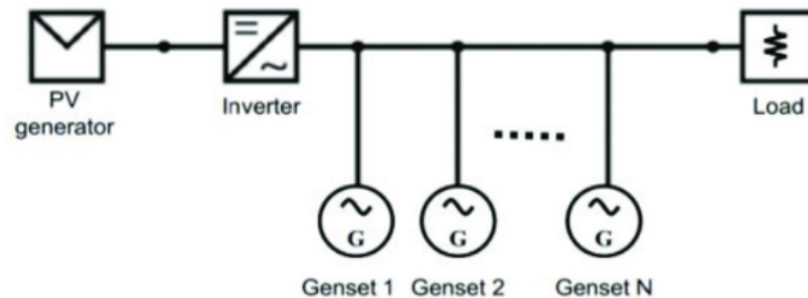 PV
generator
Inverter
Load
G
G
G
Genset 1
Genset 2
Genset N